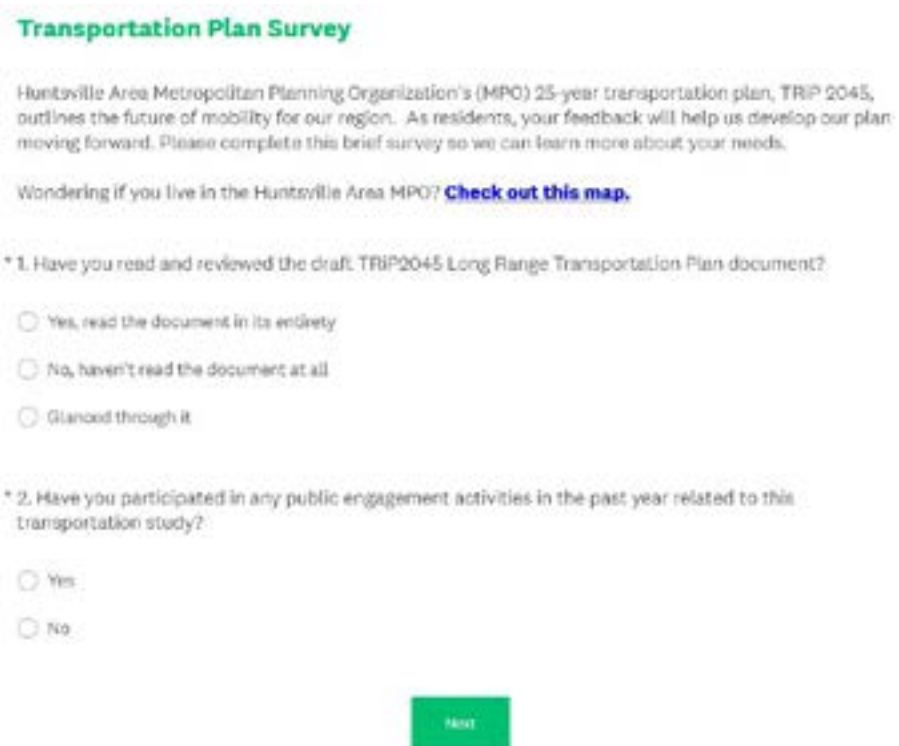 Transportation Plan Survey
Huntsville Area Metropolitan Planning Organization's (MPO) 25-year transportation plan, TRiP 2045,
outlines the future of mobility for our region. As residents, your feedback will help us develop our plan
moving forward. Please complete this brief survey so we can learn more about your needs.
Wondering if you live in the Huntsville Area MPO? Check out this map.
* 1. Have you read and reviewed the draft TRiP2045 Long Range Transportation Plan document?
Yes, read the document in its entirety
No, haven't read the document at all
Glanced through it
* 2. Have you participated in any public engagement activities in the past year related to this
transportation study?
Yes
No
Next